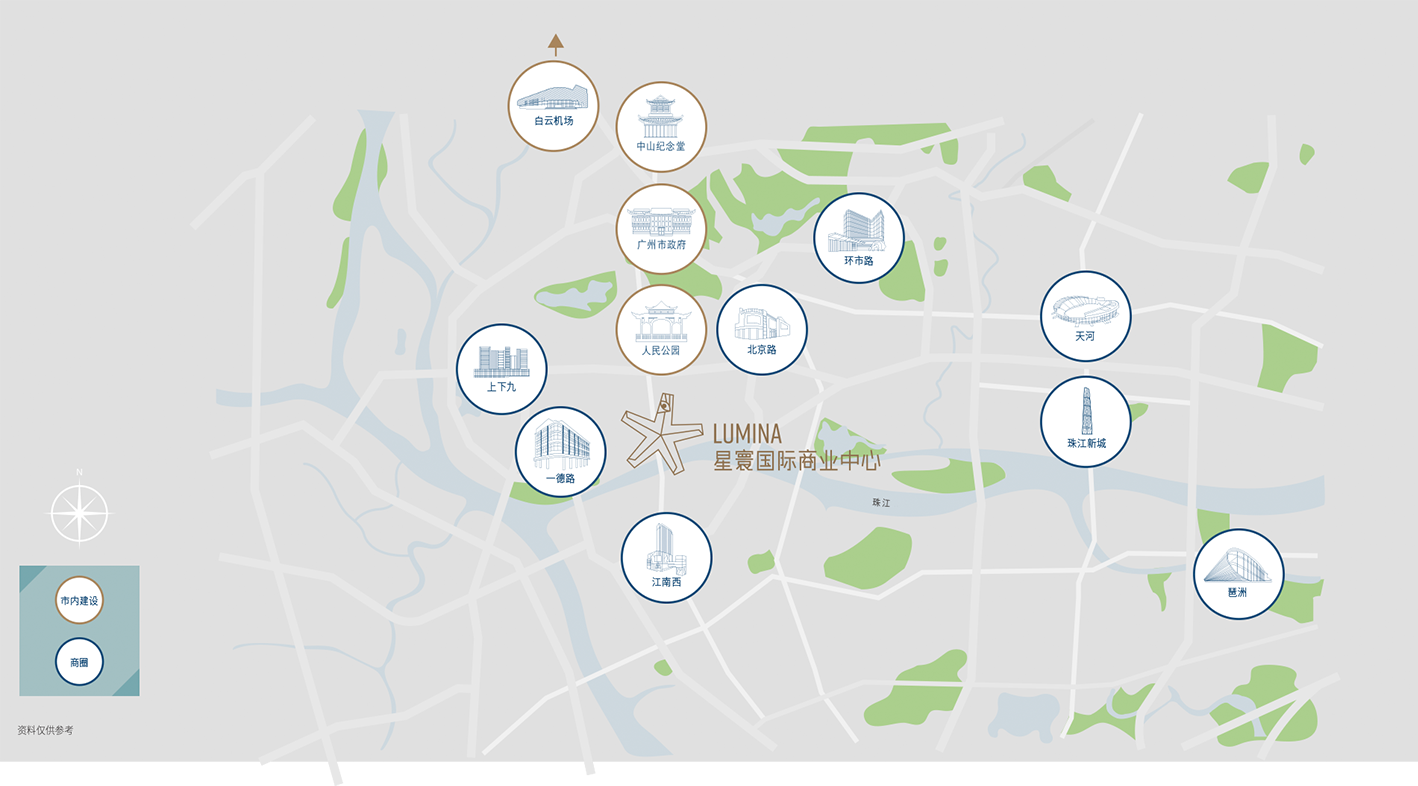 白云机场
中山纪念堂
广州市政府
环市路
人民公园
北京路
天河
上下九
LUMINA
星寰国际商业中心
珠江新城
一德路
N
珠江
江南西
琶洲
市内建设
商圈
资料仅供参考